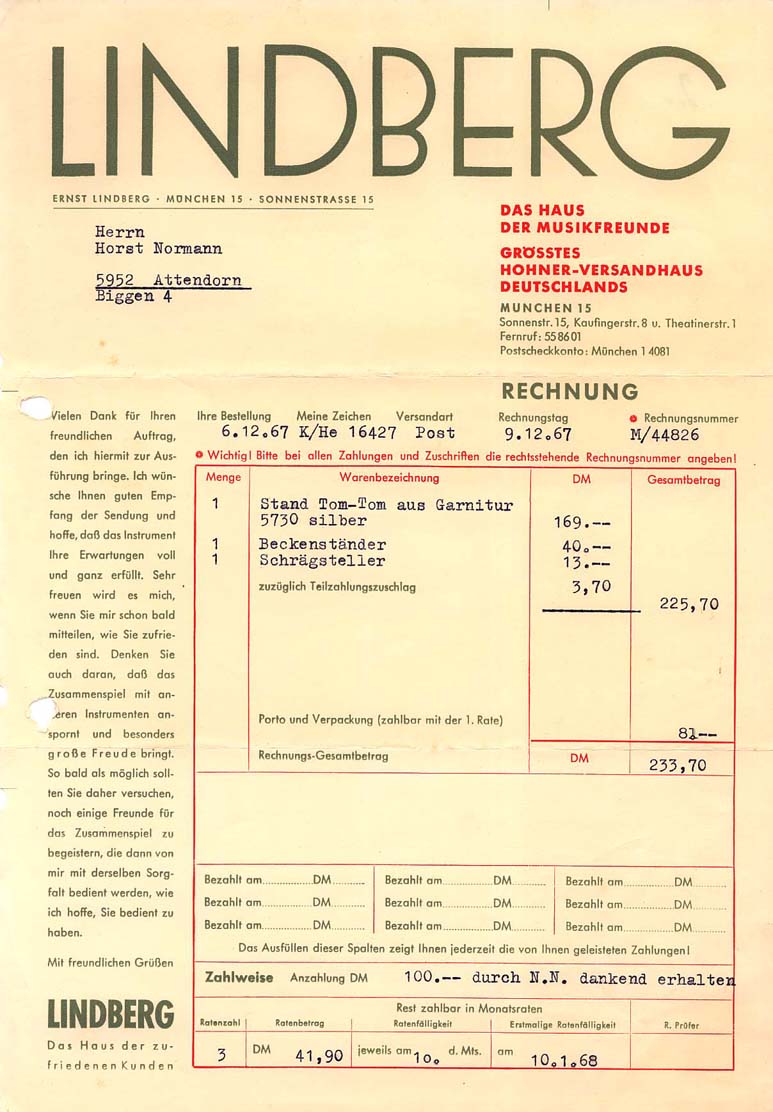 LINDBERG
ERNST LINDBERG · MÜNCHEN 15 · SONNENSTRASSE 15
Herrn
Horst Normann
5952 Attendorn
Biggen 4
DAS HAUS
DER MUSIKFREUNDE
GRÖSSTES
HOHNER-VERSANDHAUS
DEUTSCHLANDS
MÜNCHEN 15
Sonnenstr. 15, Kaufingerstr. 8 u. Theatinerstr. 1
Fernruf: 55 86 01
Postscheckkonto: München 1 4081
RECHNUNG
Vielen Dank für Ihren
freundlichen Auftrag,
den ich hiermit zur Aus-
führung bringe. Ich wün-
sche Ihnen guten Emp-
fang der Sendung und
hoffe, daß das Instrument
Ihre Erwartungen voll
und ganz erfüllt. Sehr
freuen wird es mich,
wenn Sie mir schon bald
mitteilen, wie Sie zufrie-
den sind. Denken Sie
auch daran, daß das
Zusammenspiel mit an-
deren Instrumenten an-
spornt und besonders
große Freude bringt.
So bald als möglich soll-
ten Sie daher versuchen,
noch einige Freunde für
das Zusammenspiel zu
begeistern, die dann von
mir mit derselben Sorg-
falt bedient werden, wie
ich hoffe, Sie bedient zu
haben.
Mit freundlichen Grüßen
LINDBERG
Das Haus der zu-
friedenen Kunden
Ihre Bestellung Meine Zeichen Versandart Rechnungstag Rechnungsnummer
6.12.67 K/He 16427 Post 9.12.67 M/44826
Wichtig! Bitte bei allen Zahlungen und Zuschriften die rechtsstehende Rechnungsnummer angeben!
Menge Warenbezeichnung DM Gesamtbetrag
1 Stand Tom-Tom aus Garnitur
5730 silber 169.--
1 Beckenständer 40.--
1 Schrägsteller 13.--
zuzüglich Teilzahlungszuschlag 3,70
225,70
Porto und Verpackung (zahlbar mit der 1. Rate)
81--
Rechnungs-Gesamtbetrag DM 233,70
Bezahlt am................DM.......... Bezahlt am................DM.......... Bezahlt am................DM..........
Bezahlt am................DM.......... Bezahlt am................DM.......... Bezahlt am................DM..........
Bezahlt am................DM.......... Bezahlt am................DM.......... Bezahlt am................DM..........
Das Ausfüllen dieser Spalten zeigt Ihnen jederzeit die von Ihnen geleisteten Zahlungen!
Zahlweise Anzahlung DM 100.-- durch N.N. dankend erhalten
Rest zahlbar in Monatsraten
Ratenzahl Ratenbetrag Ratenfälligkeit Erstmalige Ratenfälligkeit R. Prüfer
3 DM 41,90 jeweils am 10. d. Mts. am 10.1.68